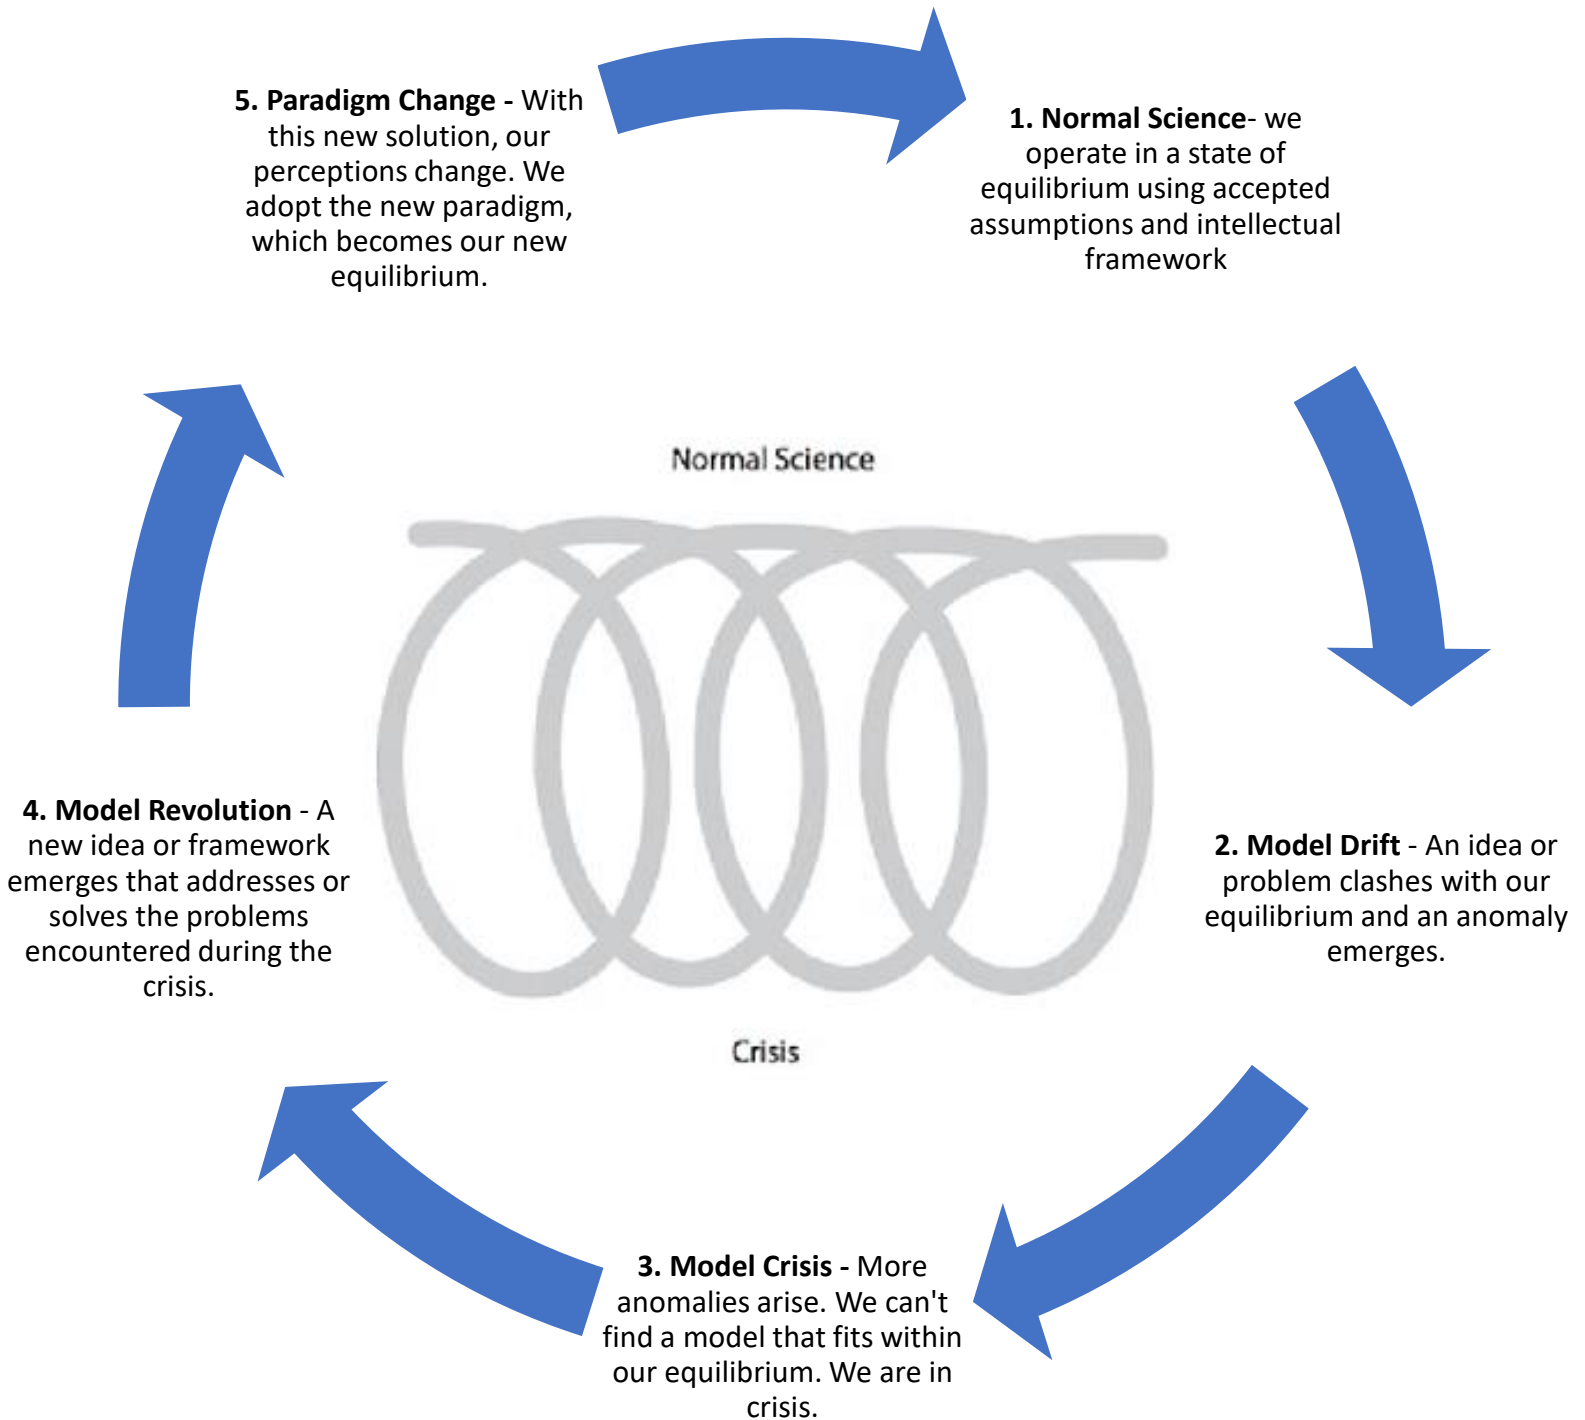 5. Paradigm Change - With
this new solution, our
perceptions change. We
adopt the new paradigm,
which becomes our new
equilibrium.
1. Normal Science- we
operate in a state of
equilibrium using accepted
assumptions and intellectual
framework
Normal Science
4. Model Revolution - A
new idea or framework
emerges that addresses or
solves the problems
encountered during the
crisis.
2. Model Drift - An idea or
problem clashes with our
equilibrium and an anomaly
emerges.
Crisis
3. Model Crisis - More
anomalies arise. We can't
find a model that fits within
our equilibrium. We are in
crisis.